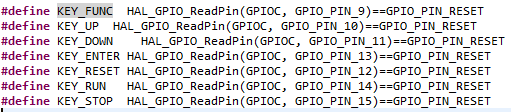 #define KEY_FUNC HAL_GPIO_ReadPin(GPIOC, GPIO_PIN_9)==GPIO_PIN_RESET
#define KEY_UP HAL_GPIO_ReadPin(GPIOC, GPIO_PIN_10)==GPIO_PIN_RESET
#define KEY_DOWN HAL_GPIO_ReadPin(GPIOC, GPIO_PIN_11)==GPIO_PIN_RESET
#define KEY_ENTER HAL_GPIO_ReadPin(GPIOC, GPIO_PIN_13)==GPIO_PIN_RESET
#define KEY_RESET HAL_GPIO_ReadPin(GPIOC, GPIO_PIN_12)==GPIO_PIN_RESET
#define KEY_RUN HAL_GPIO_ReadPin(GPIOC, GPIO_PIN_14)==GPIO_PIN_RESET
#define KEY_STOP HAL_GPIO_ReadPin(GPIOC, GPIO_PIN_15)==GPIO_PIN_RESET